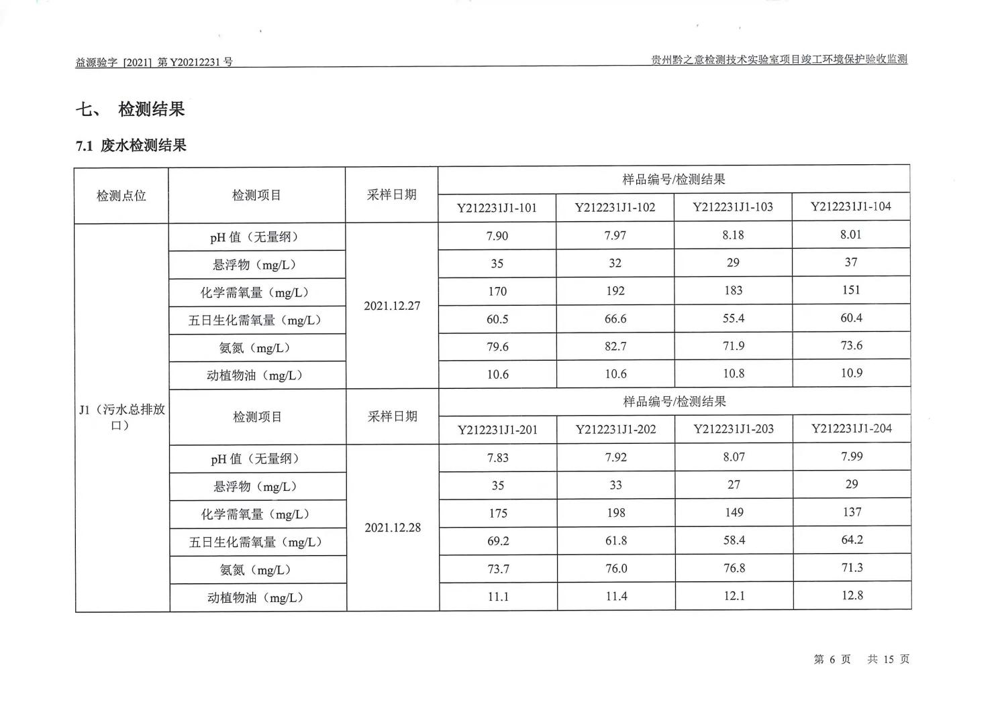 益源验字 [2021] 第 Y20212231 号
贵州黔之意检测技术实验室项目竣工环境保护验收监测
七、 检测结果
7.1 废水检测结果
检测点位 检测项目 采样日期 样品编号/检测结果
Y212231J1-101 Y212231J1-102 Y212231J1-103 Y212231J1-104
pH 值（无量纲） 7.90 7.97 8.18 8.01
悬浮物（mg/L） 35 32 29 37
化学需氧量（mg/L） 170 192 183 151
2021.12.27
五日生化需氧量（mg/L） 60.5 66.6 55.4 60.4
氨氮（mg/L） 79.6 82.7 71.9 73.6
动植物油（mg/L） 10.6 10.6 10.8 10.9
J1（污水总排放
口）
检测项目 采样日期 样品编号/检测结果
Y212231J1-201 Y212231J1-202 Y212231J1-203 Y212231J1-204
pH 值（无量纲） 7.83 7.92 8.07 7.99
悬浮物（mg/L） 35 33 27 29
化学需氧量（mg/L） 175 198 149 137
2021.12.28
五日生化需氧量（mg/L） 69.2 61.8 58.4 64.2
氨氮（mg/L） 73.7 76.0 76.8 71.3
动植物油（mg/L） 11.1 11.4 12.1 12.8
第 6 页 共 15 页